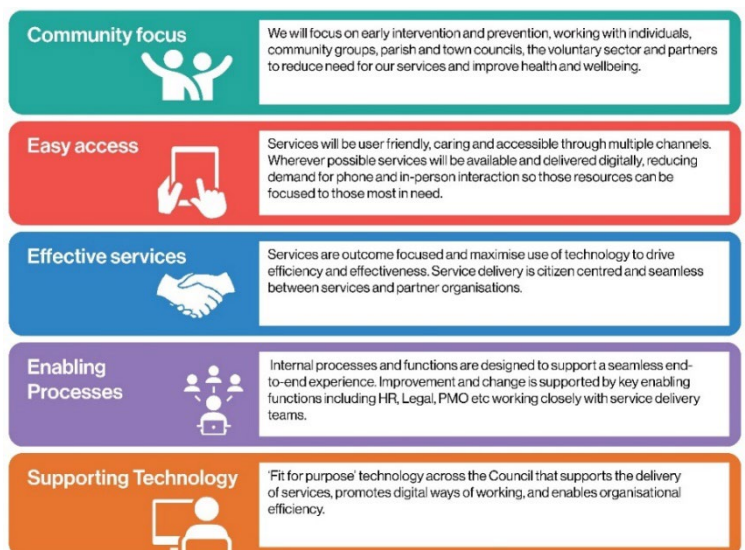 Community focus
We will focus on early intervention and prevention, working with individuals,
community groups, parish and town councils, the voluntary sector and partners
to reduce need for our services and improve health and wellbeing.
Easy access
Services will be user friendly, caring and accessible through multiple channels.
Wherever possible services will be available and delivered digitally, reducing
demand for phone and in-person interaction so those resources can be
focused to those most in need.
Effective services
Services are outcome focused and maximise use of technology to drive
efficiency and effectiveness. Service delivery is citizen centred and seamless
between services and partner organisations.
Enabling
Processes
Internal processes and functions are designed to support a seamless end-
to-end experience. Improvement and change is supported by key enabling
functions including HR, Legal, PMO etc working closely with service delivery
teams.
Supporting Technology
'Fit for purpose' technology across the Council that supports the delivery
of services, promotes digital ways of working, and enables organisational
efficiency.